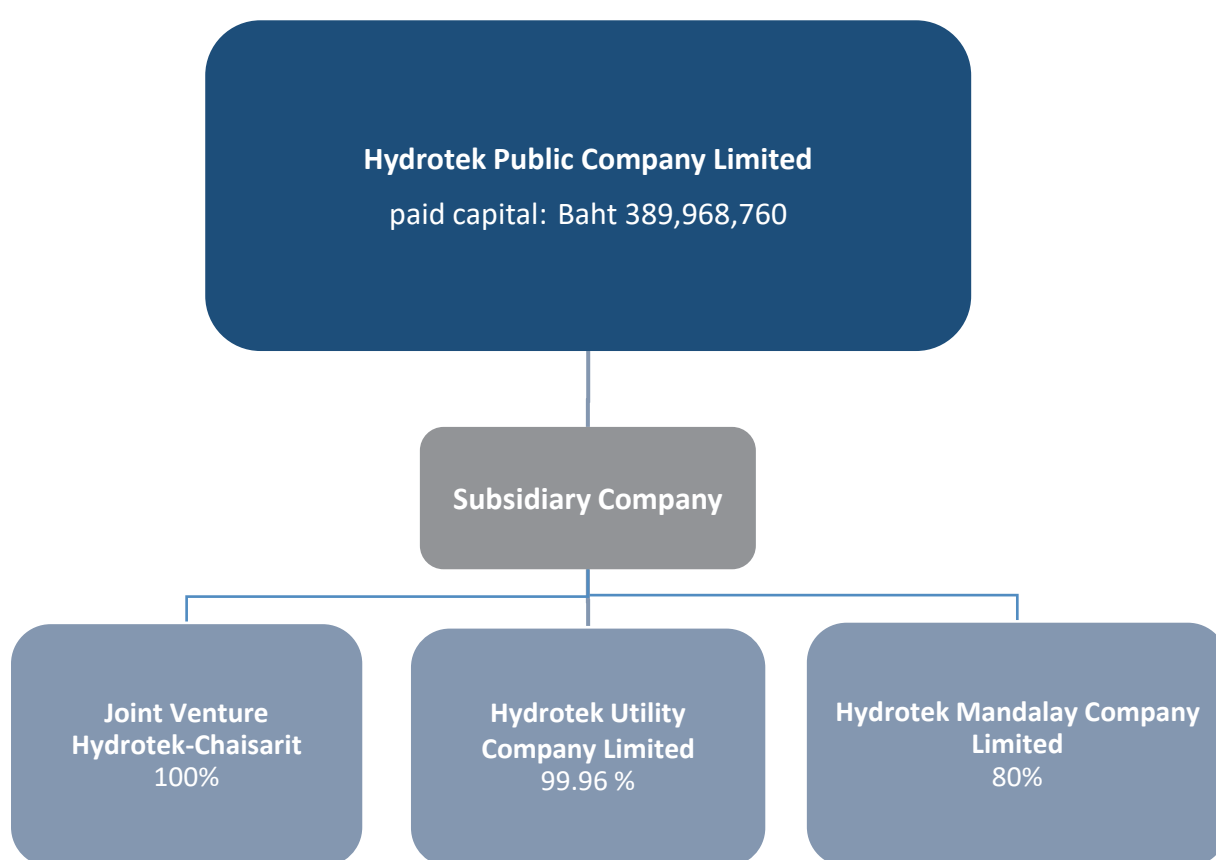 Hydrotek Public Company Limited
paid capital: Baht 389,968,760
Subsidiary Company
Joint Venture
Hydrotek-Chaisarit
100%
Hydrotek Utility
Company Limited
99.96 %
Hydrotek Mandalay Company
Limited
80%